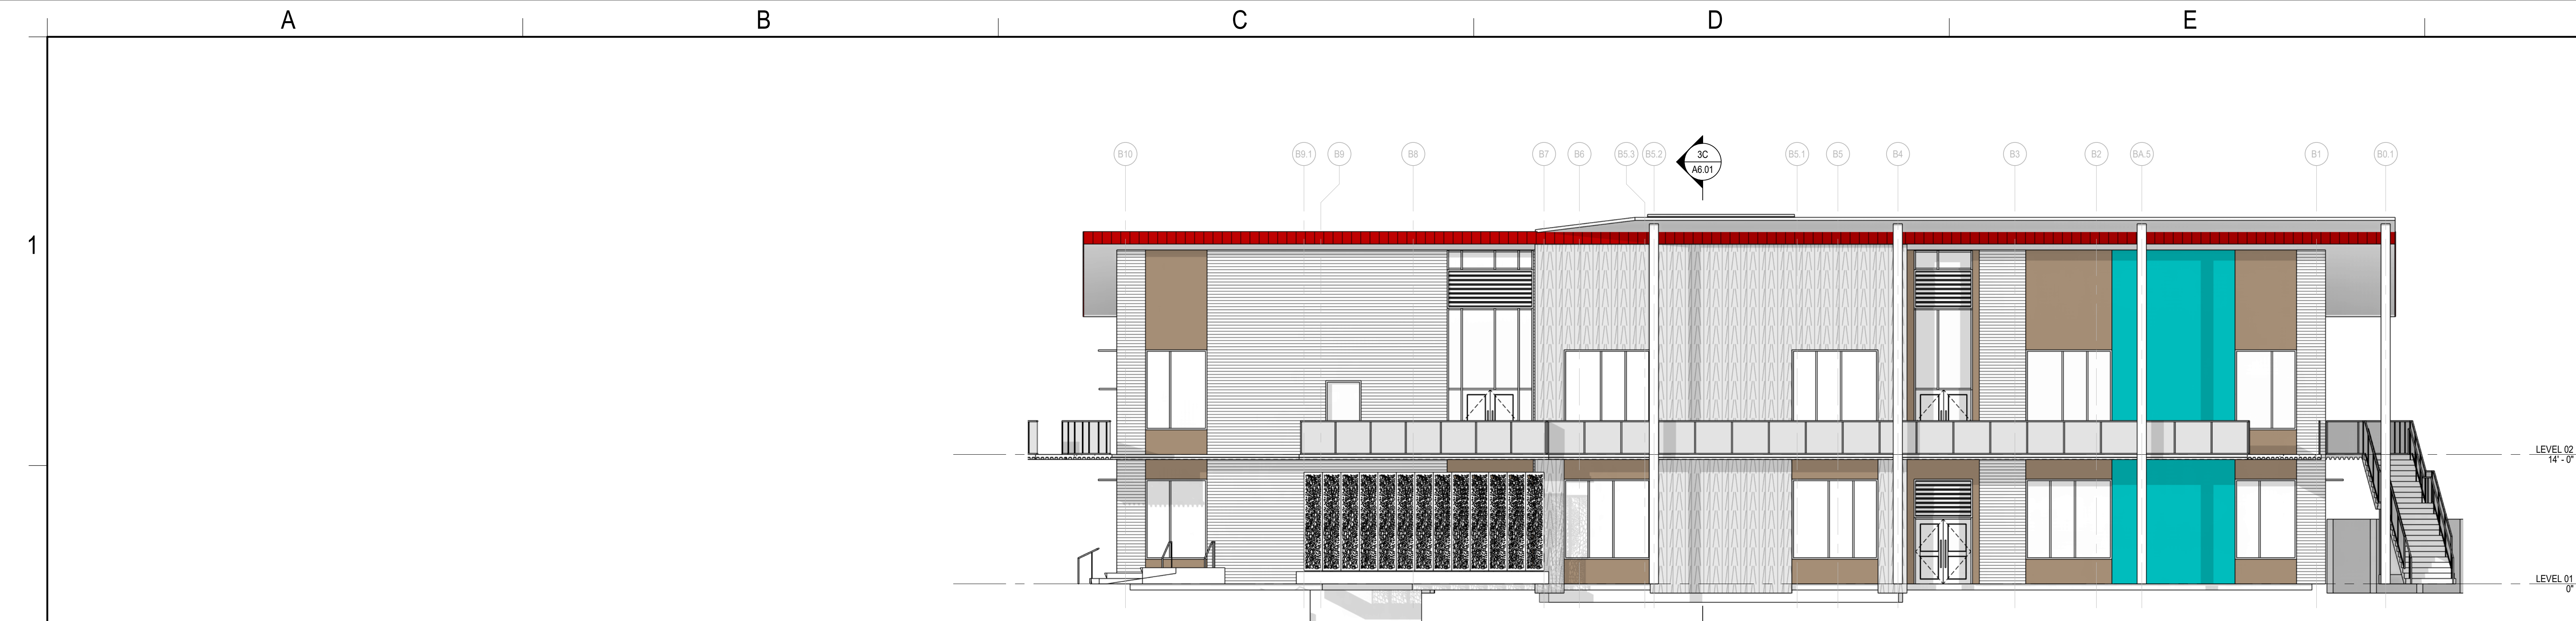 A B C D E
1
B10 B9.1 B9 B8 B7 B6 B5.3 B5.2 B5.1 B5 B4 B3 B2 BA.5 B1 B0.1
3C
A6.01
LEVEL 02
14' - 0"
LEVEL 01
0"